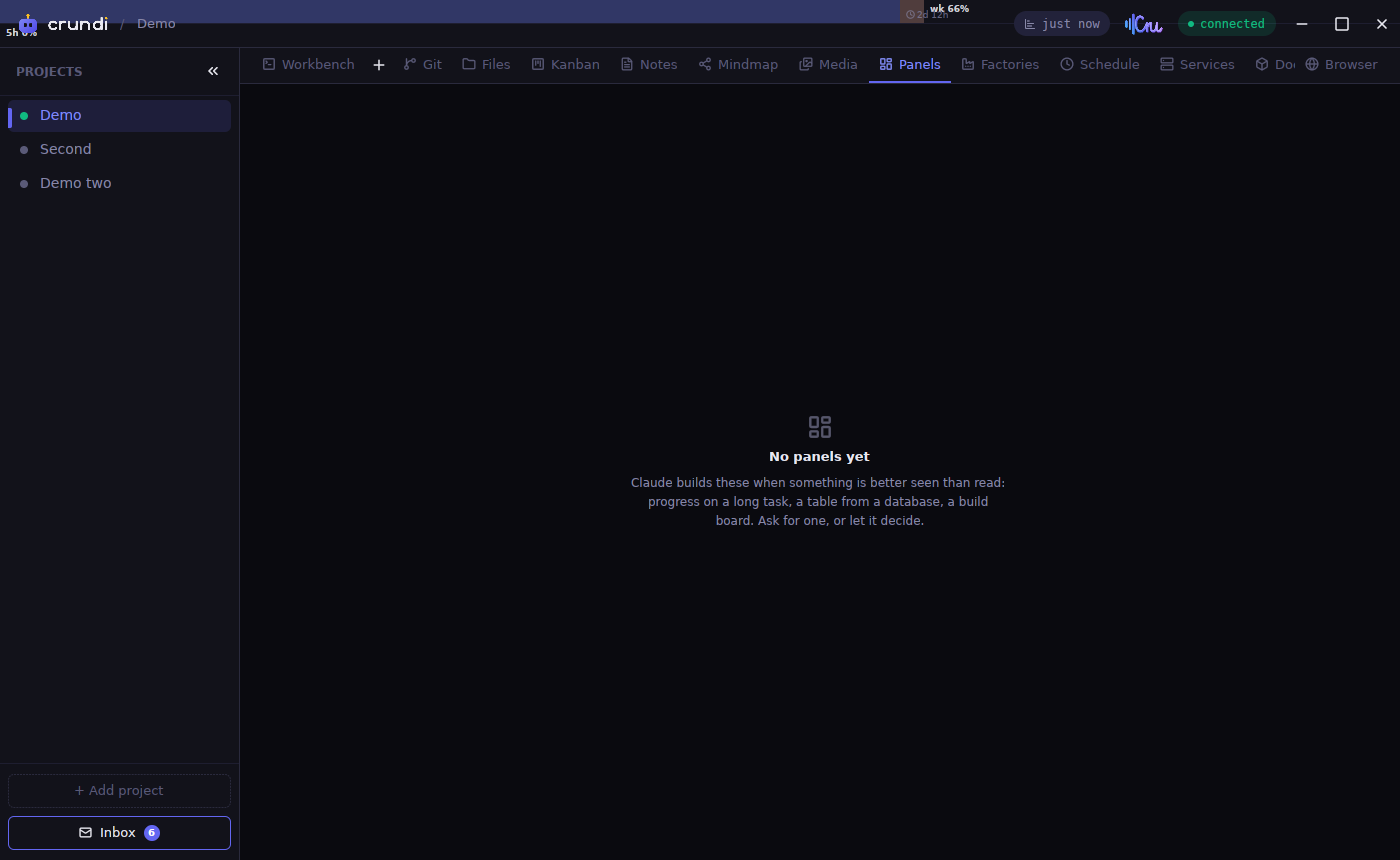 wk 66%
2d 12h
5h 0%
crundi / Demo
just now
Cru
connected
PROJECTS
Workbench
Git
Files
Kanban
Notes
Mindmap
Media
Panels
Factories
Schedule
Services
Doc
Browser
Demo
Second
Demo two
No panels yet
Claude builds these when something is better seen than read:
progress on a long task, a table from a database, a build
board. Ask for one, or let it decide.
+ Add project
Inbox 6